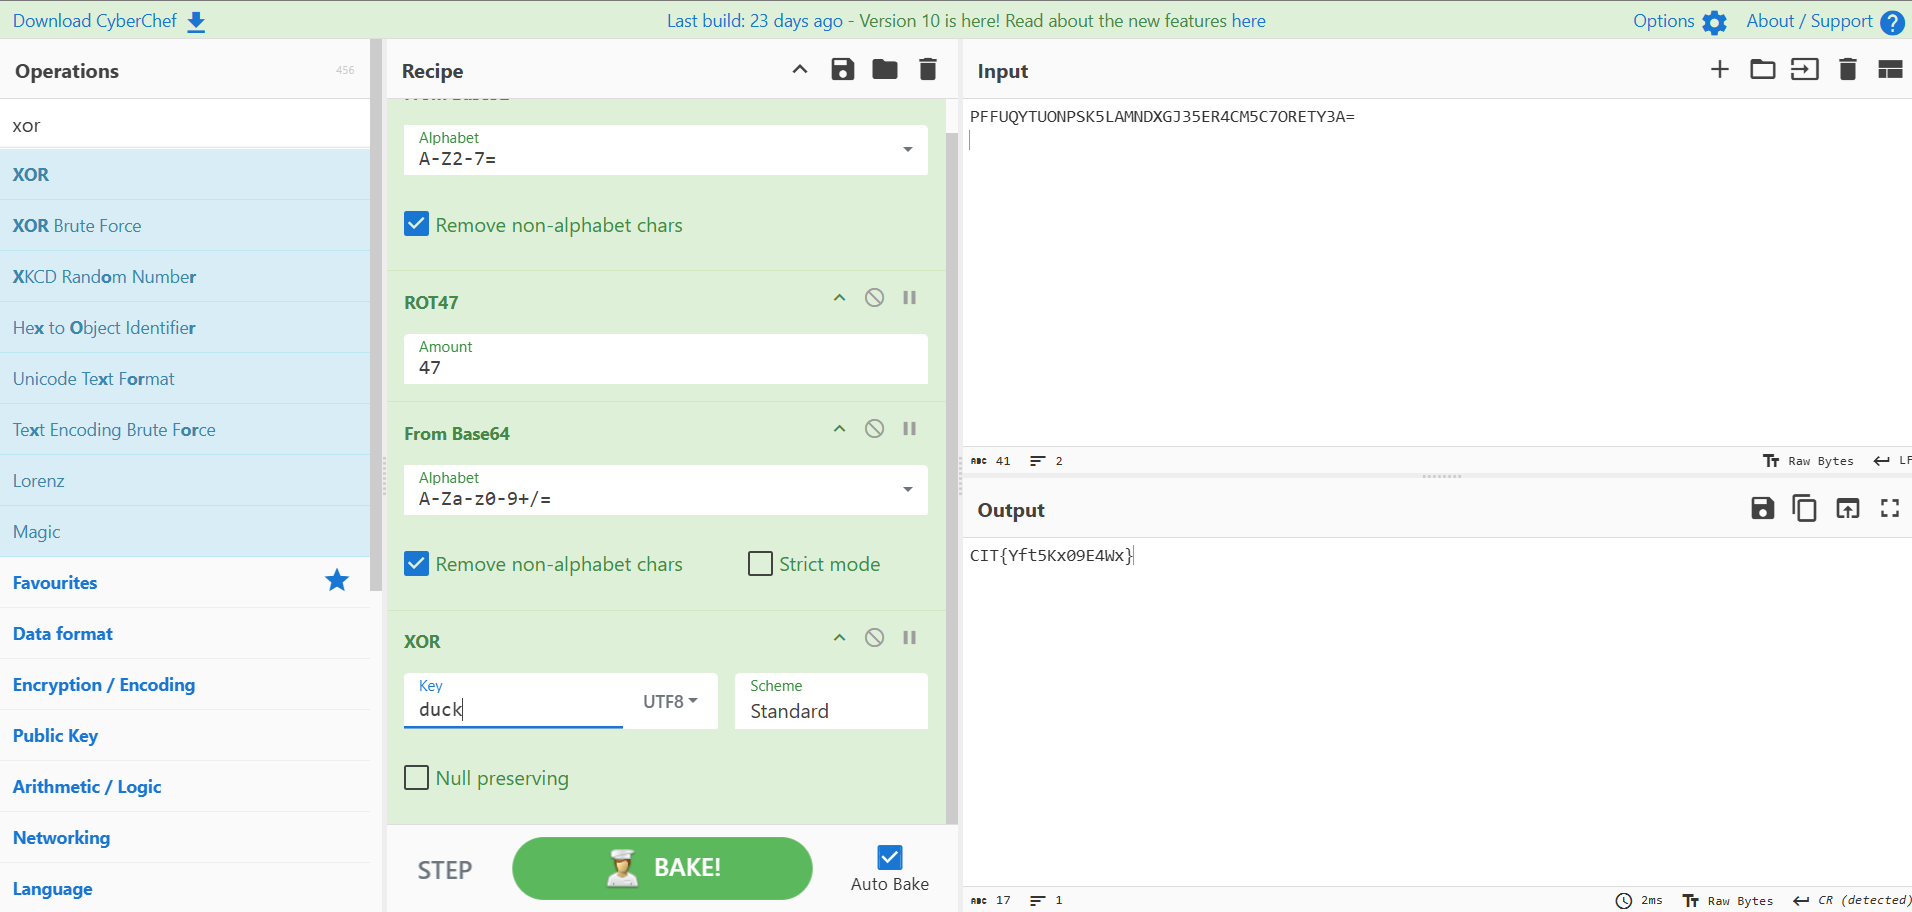 Download CyberChef
Last build: 23 days ago - Version 10 is here! Read about the new features here
Options
About / Support
Operations
456
xor
XOR
XOR Brute Force
XKCD Random Number
Hex to Object Identifier
Unicode Text Format
Text Encoding Brute Force
Lorenz
Magic
Favourites
Data format
Encryption / Encoding
Public Key
Arithmetic / Logic
Networking
Language
Recipe
Alphabet
A-Z2-7=
Remove non-alphabet chars
ROT47
Amount
47
From Base64
Alphabet
A-Za-z0-9+/=
Remove non-alphabet chars
Strict mode
XOR
Key
duck
UTF8
Scheme
Standard
Null preserving
STEP
BAKE!
Auto Bake
Input
PFFUQYTUONPSK5LAMNDXGJ35ER4CM5C7ORETY3A=
ABC 41
2
Raw Bytes
LF
Output
CIT{Yft5Kx09E4Wx}
ABC 17
1
2ms
Raw Bytes
CR (detected)